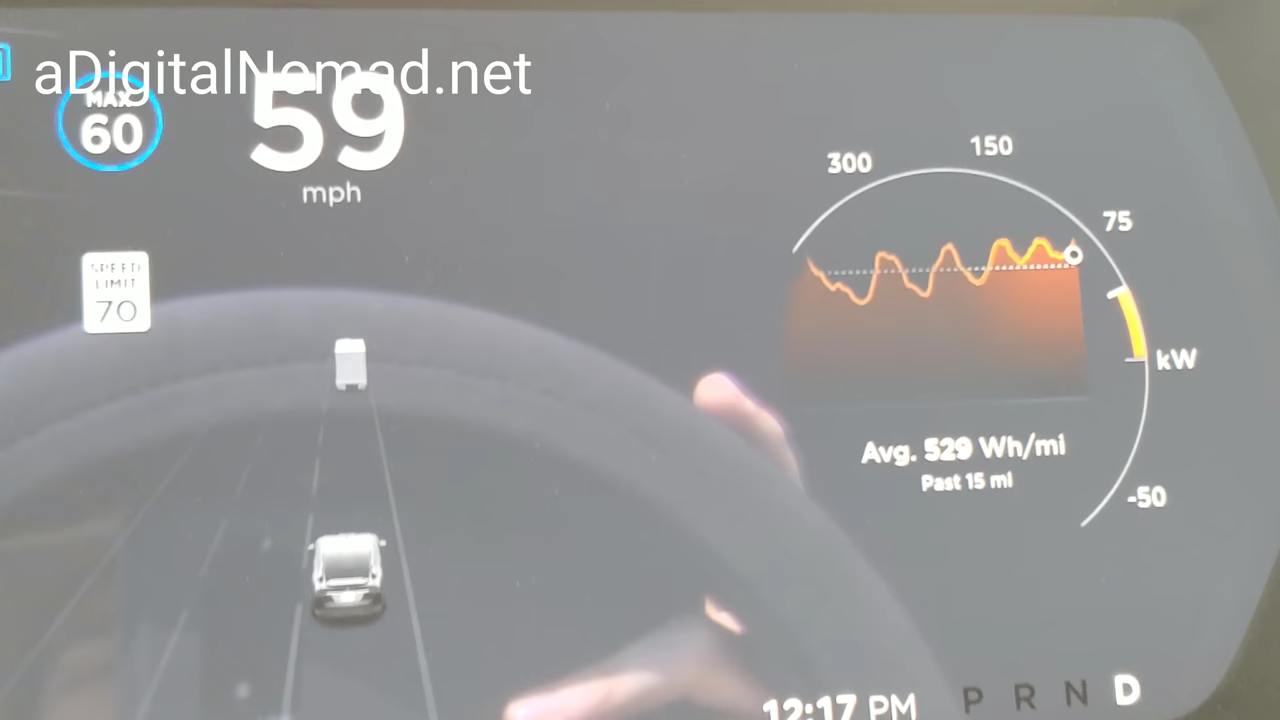 aDigitalNomad.net
MAX
60
59
mph
SPEED
LIMIT
70
300
150
75
kW
-50
Avg. 529 Wh/mi
Past 15 mi
12:17 PM
P R N D